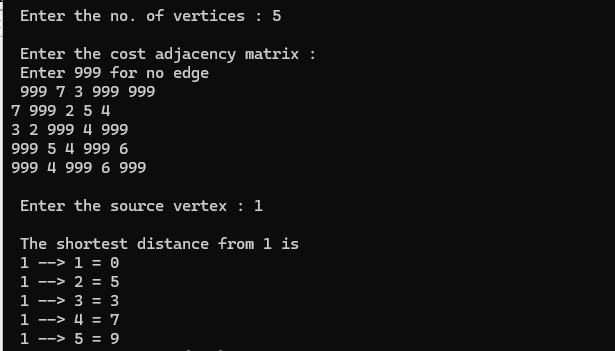 Enter the no. of vertices : 5
Enter the cost adjacency matrix :
Enter 999 for no edge
999 7 3 999 999
7 999 2 5 4
3 2 999 4 999
999 5 4 999 6
999 4 999 6 999
Enter the source vertex : 1
The shortest distance from 1 is
1 --> 1 = 0
1 --> 2 = 5
1 --> 3 = 3
1 --> 4 = 7
1 --> 5 = 9